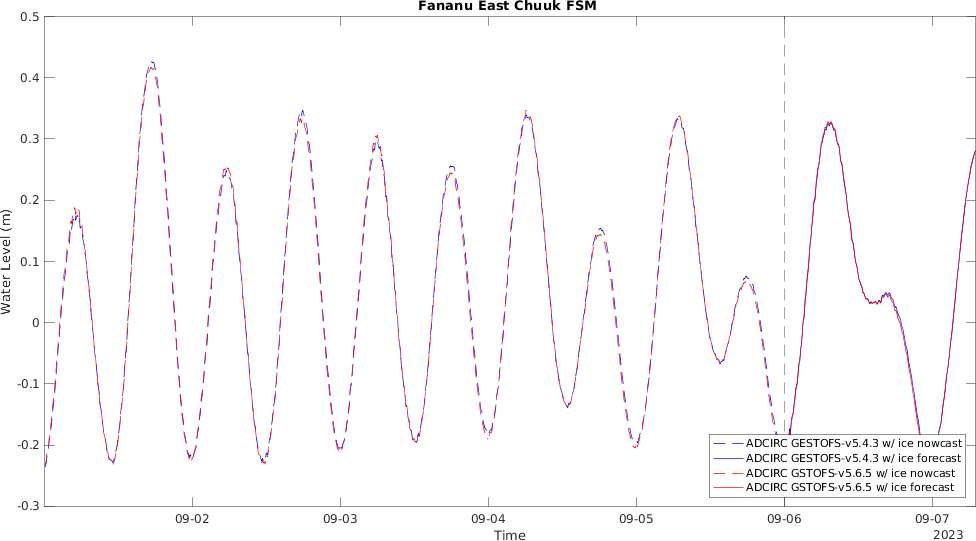 Fananu East Chuuk FSM
0.5
0.4
0.3
0.2
0.1
0
-0.1
-0.2
-0.3
Water Level (m)
ADCIRC GESTOFS-v5.4.3 w/ ice nowcast
ADCIRC GESTOFS-v5.4.3 w/ ice forecast
ADCIRC GSTOFS-v5.6.5 w/ ice nowcast
ADCIRC GSTOFS-v5.6.5 w/ ice forecast
09-02 09-03 09-04 09-05 09-06 09-07
Time
2023